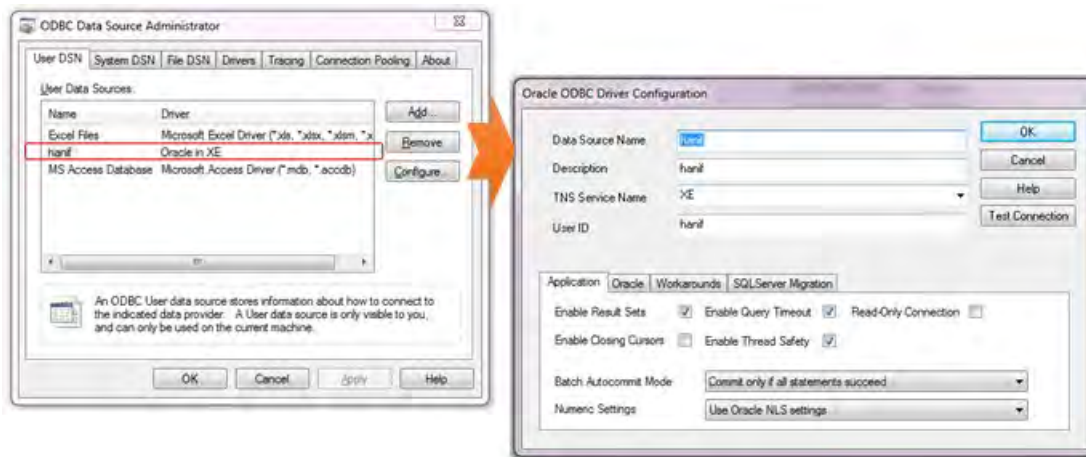 ODBC Data Source Administrator
User DSN System DSN File DSN Drivers Tracing Connection Pooling About
User Data Sources:
Name Driver
Excel Files Microsoft Excel Driver (*.xls, *.xlsx, *.xlsm, *.x
hanif Oracle in XE
MS Access Database Microsoft Access Driver (*.mdb, *.accdb)
Add...
Remove
Configure...
An ODBC User data source stores information about how to connect to
the indicated data provider. A User data source is only visible to you,
and can only be used on the current machine.
OK Cancel Apply Help
Oracle ODBC Driver Configuration
Data Source Name hanif
Description hanif
TNS Service Name XE
User ID hanif
OK
Cancel
Help
Test Connection
Application Oracle Workarounds SQLServer Migration
Enable Result Sets Enable Query Timeout Read-Only Connection
Enable Closing Cursors Enable Thread Safety
Batch Autocommit Mode Commit only if all statements succeed
Numeric Settings Use Oracle NLS settings